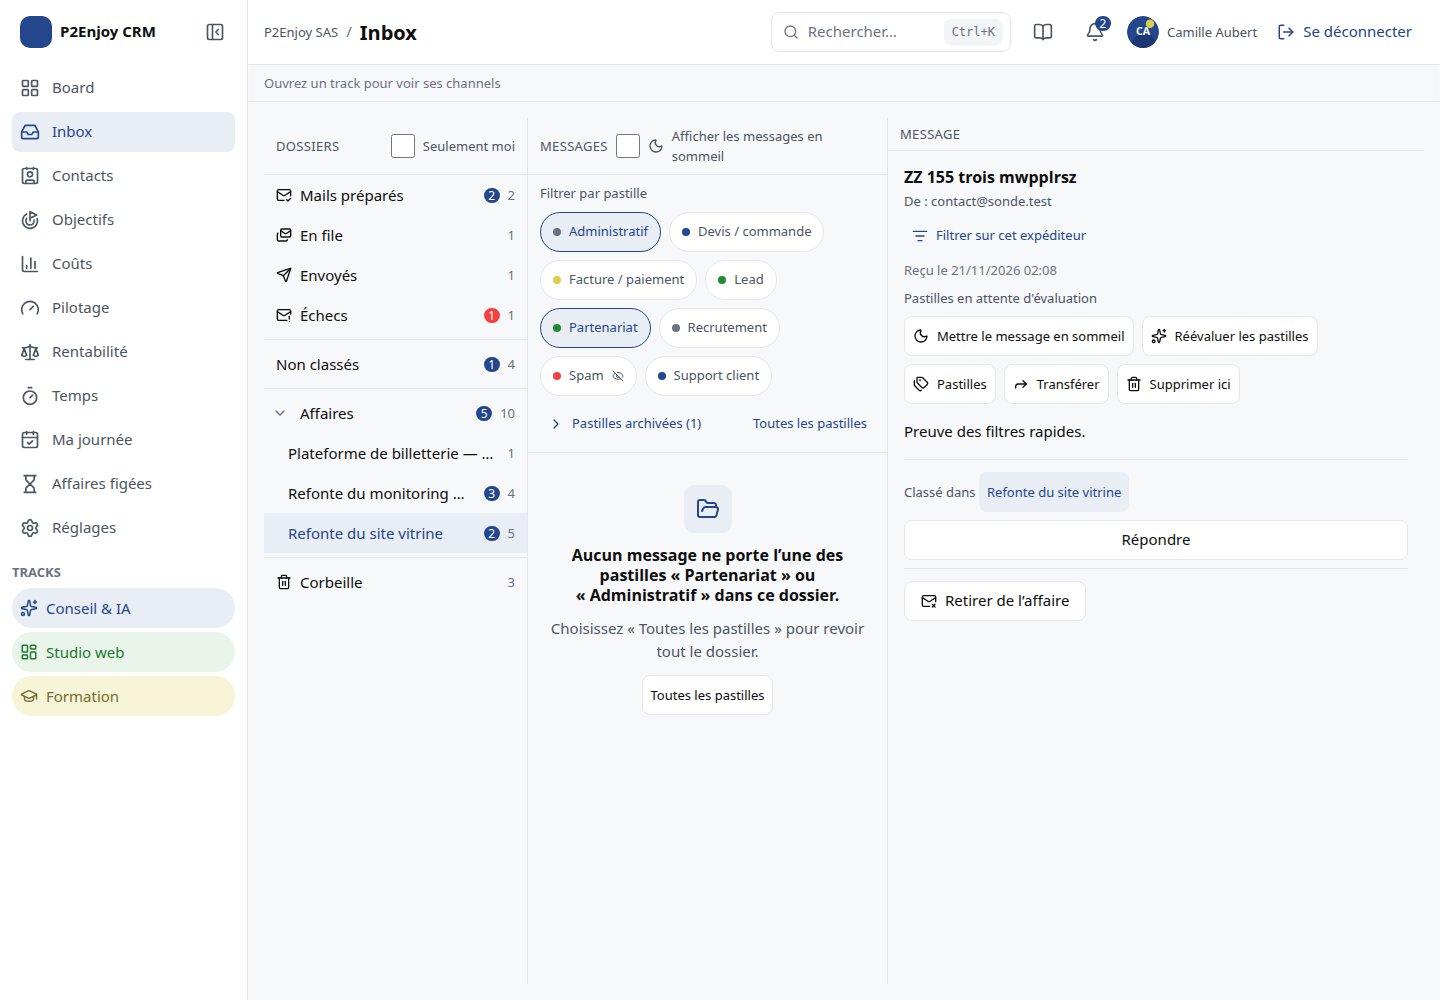 P2Enjoy CRM
Board
Inbox
Contacts
Objectifs
Coûts
Pilotage
Rentabilité
Temps
Ma journée
Affaires figées
Réglages
TRACKS
Conseil & IA
Studio web
Formation
P2Enjoy SAS / Inbox
Rechercher...
Ctrl+K
2
CA
Camille Aubert
Se déconnecter
Ouvrez un track pour voir ses channels
DOSSIERS
Seulement moi
Mails préparés 2 2
En file 1
Envoyés 1
Échecs 1 1
Non classés 1 4
Affaires 5 10
Plateforme de billetterie — ... 1
Refonte du monitoring ... 3 4
Refonte du site vitrine 2 5
Corbeille 3
MESSAGES
Afficher les messages en
sommeil
Filtrer par pastille
Administratif
Devis / commande
Facture / paiement
Lead
Partenariat
Recrutement
Spam
Support client
Pastilles archivées (1)
Toutes les pastilles
Aucun message ne porte l’une des
pastilles « Partenariat » ou
« Administratif » dans ce dossier.
Choisissez « Toutes les pastilles » pour revoir
tout le dossier.
Toutes les pastilles
MESSAGE
ZZ 155 trois mwpplrsz
De : contact@sonde.test
Filtrer sur cet expéditeur
Reçu le 21/11/2026 02:08
Pastilles en attente d'évaluation
Mettre le message en sommeil
Réévaluer les pastilles
Pastilles
Transférer
Supprimer ici
Preuve des filtres rapides.
Classé dans Refonte du site vitrine
Répondre
Retirer de l’affaire